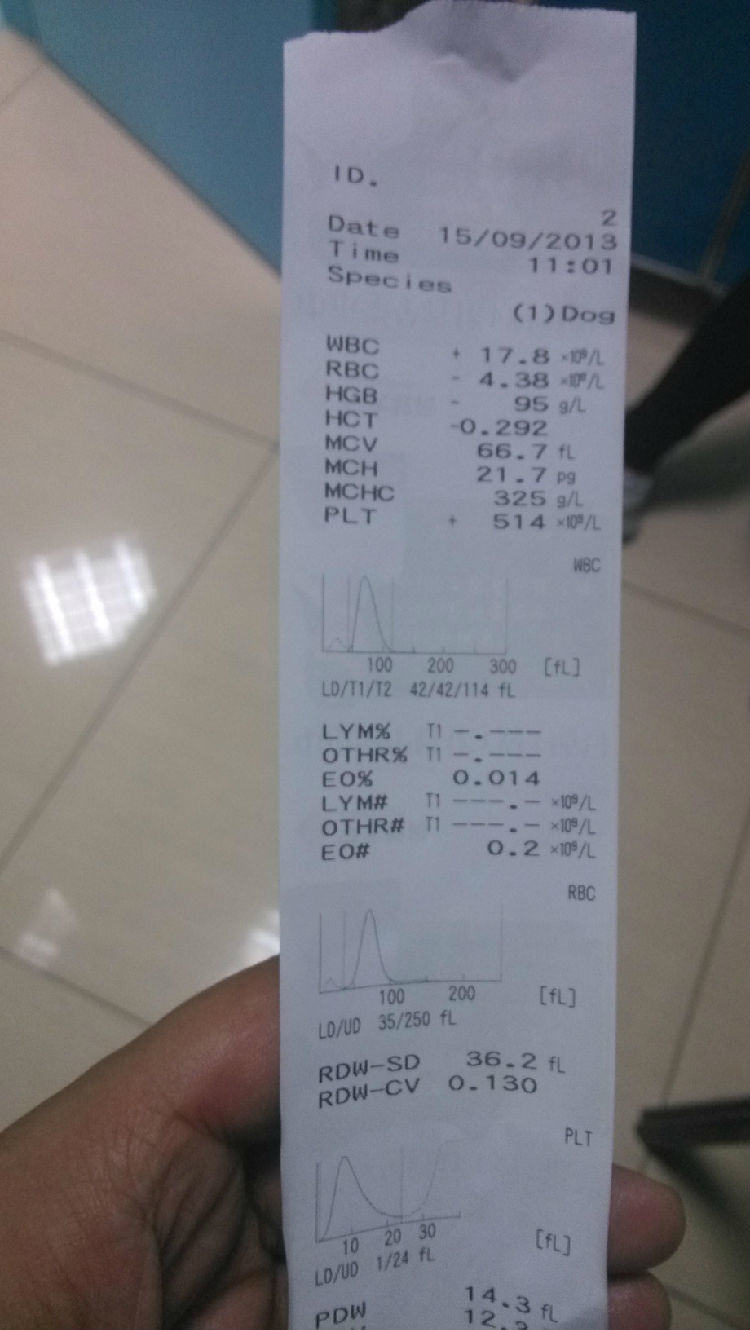 ID.
2
Date 15/09/2013
Time 11:01
Species
(1)Dog
WBC + 17.8 ×10⁹/L
RBC - 4.38 ×10¹²/L
HGB - 95 g/L
HCT -0.292
MCV 66.7 fL
MCH 21.7 pg
MCHC 325 g/L
PLT + 514 ×10⁹/L
WBC
100 200 300 [fL]
LD/T1/T2 42/42/114 fL
LYM% T1 -.---
OTHR% T1 -.---
EO% 0.014
LYM# T1 ---.- ×10⁹/L
OTHR# T1 ---.- ×10⁹/L
EO# 0.2 ×10⁹/L
RBC
100 200 [fL]
LD/UD 35/250 fL
RDW-SD 36.2 fL
RDW-CV 0.130
PLT
10 20 30 [fL]
LD/UD 1/24 fL
PDW 14.3 fL